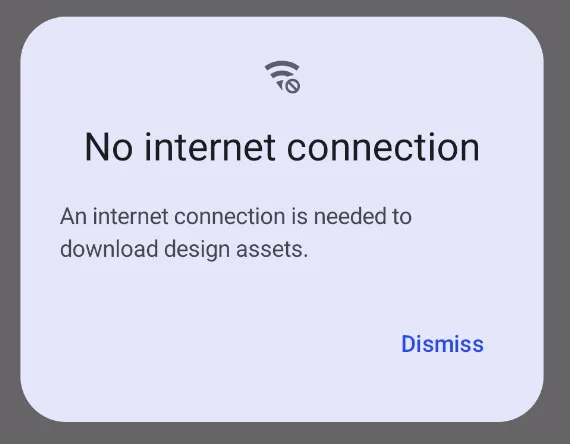 No internet connection
An internet connection is needed to
download design assets.
Dismiss